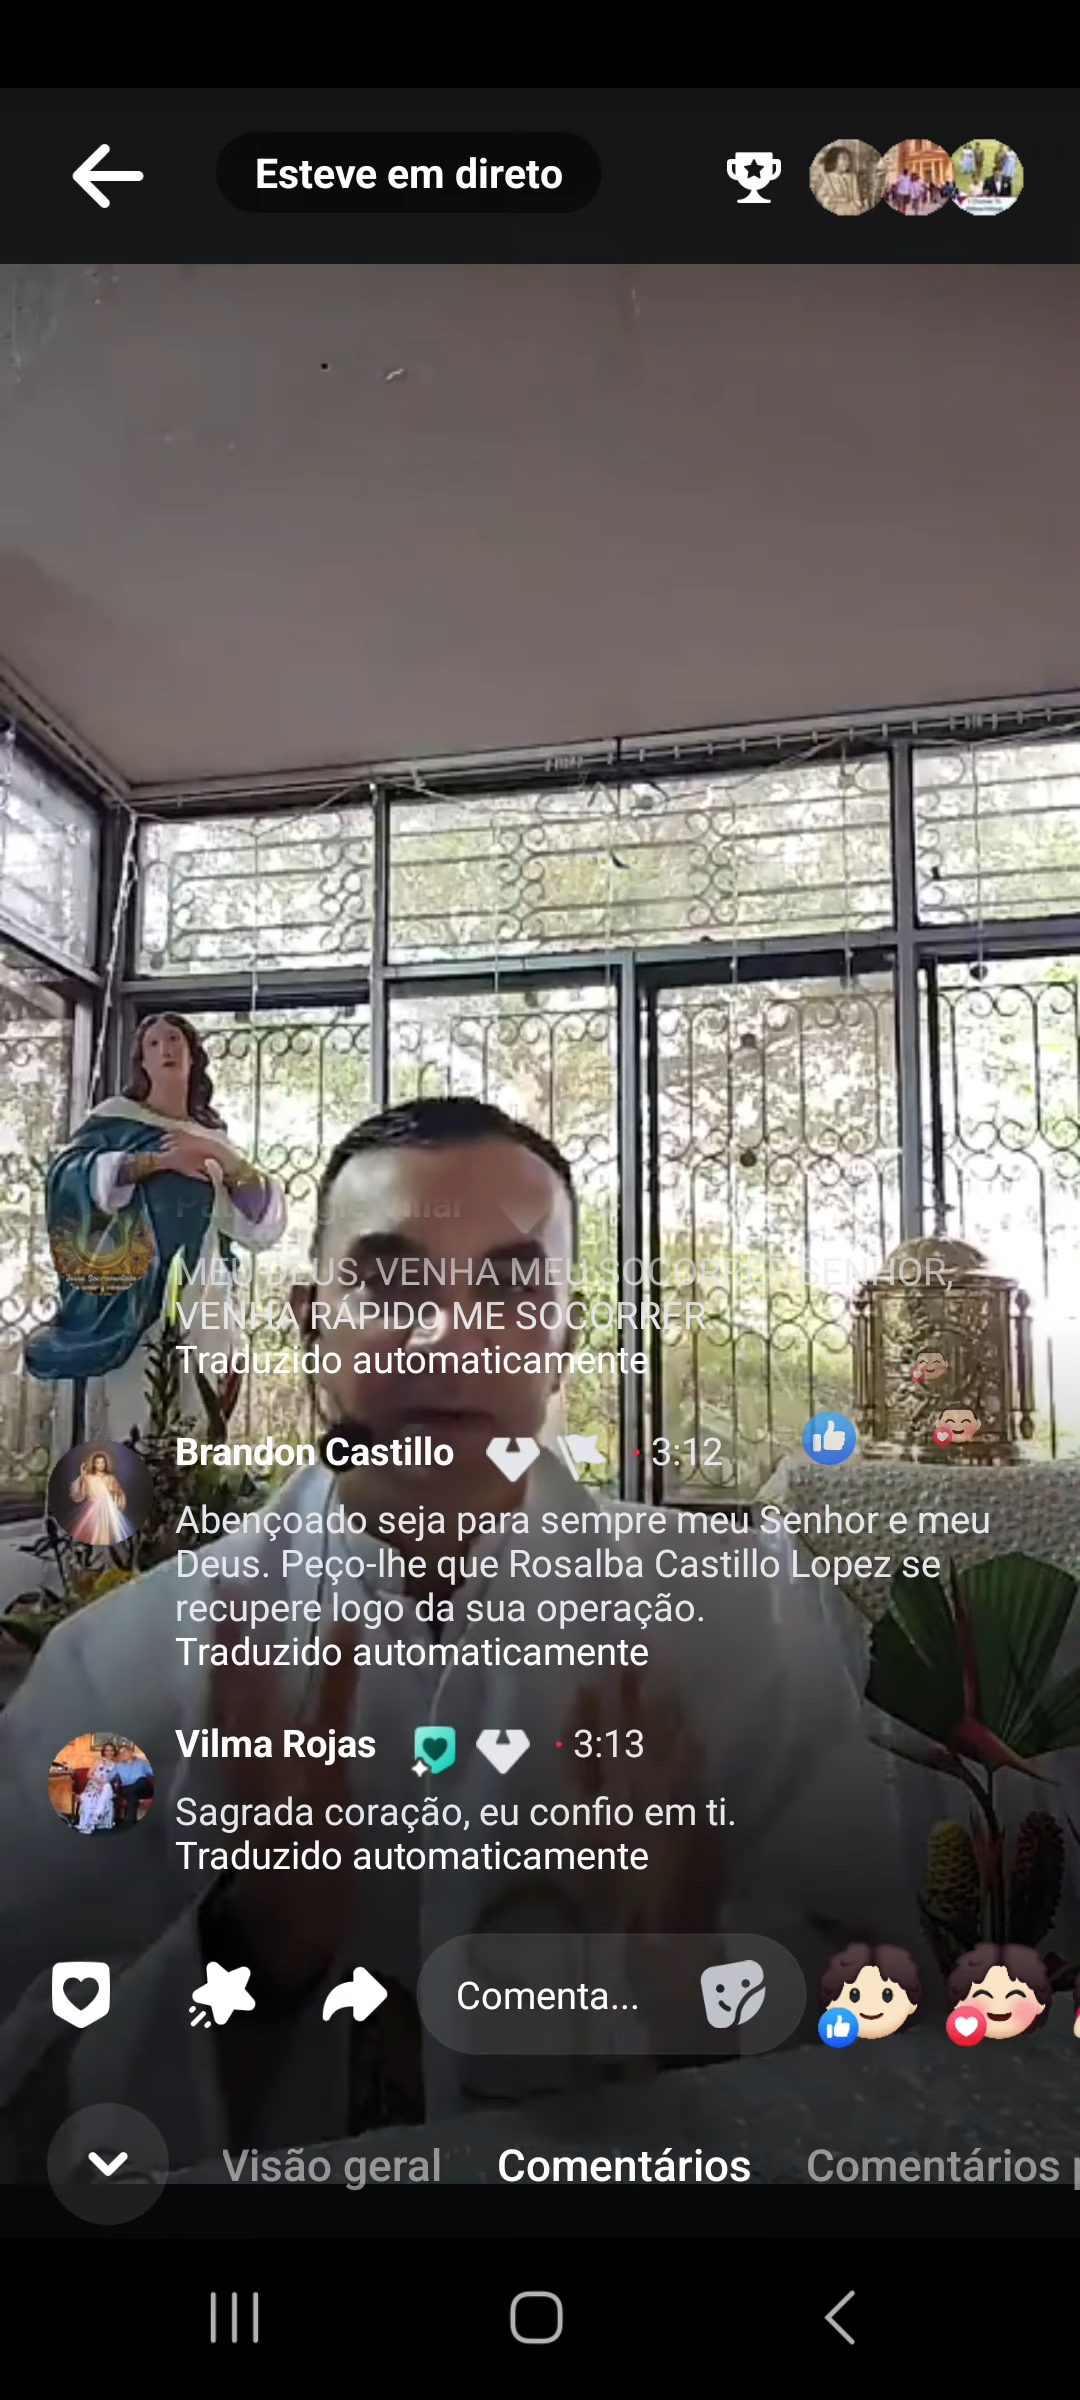 Esteve em direto
MEU DEUS, VENHA MEU SOCORRER SENHOR,
VENHA RÁPIDO ME SOCORRER.
Traduzido automaticamente
Brandon Castillo · 3:12
Abençoado seja para sempre meu Senhor e meu
Deus. Peço-lhe que Rosalba Castillo Lopez se
recupere logo da sua operação.
Traduzido automaticamente
Vilma Rojas · 3:13
Sagrada coração, eu confio em ti.
Traduzido automaticamente
Comenta...
Visão geral Comentários Comentários p